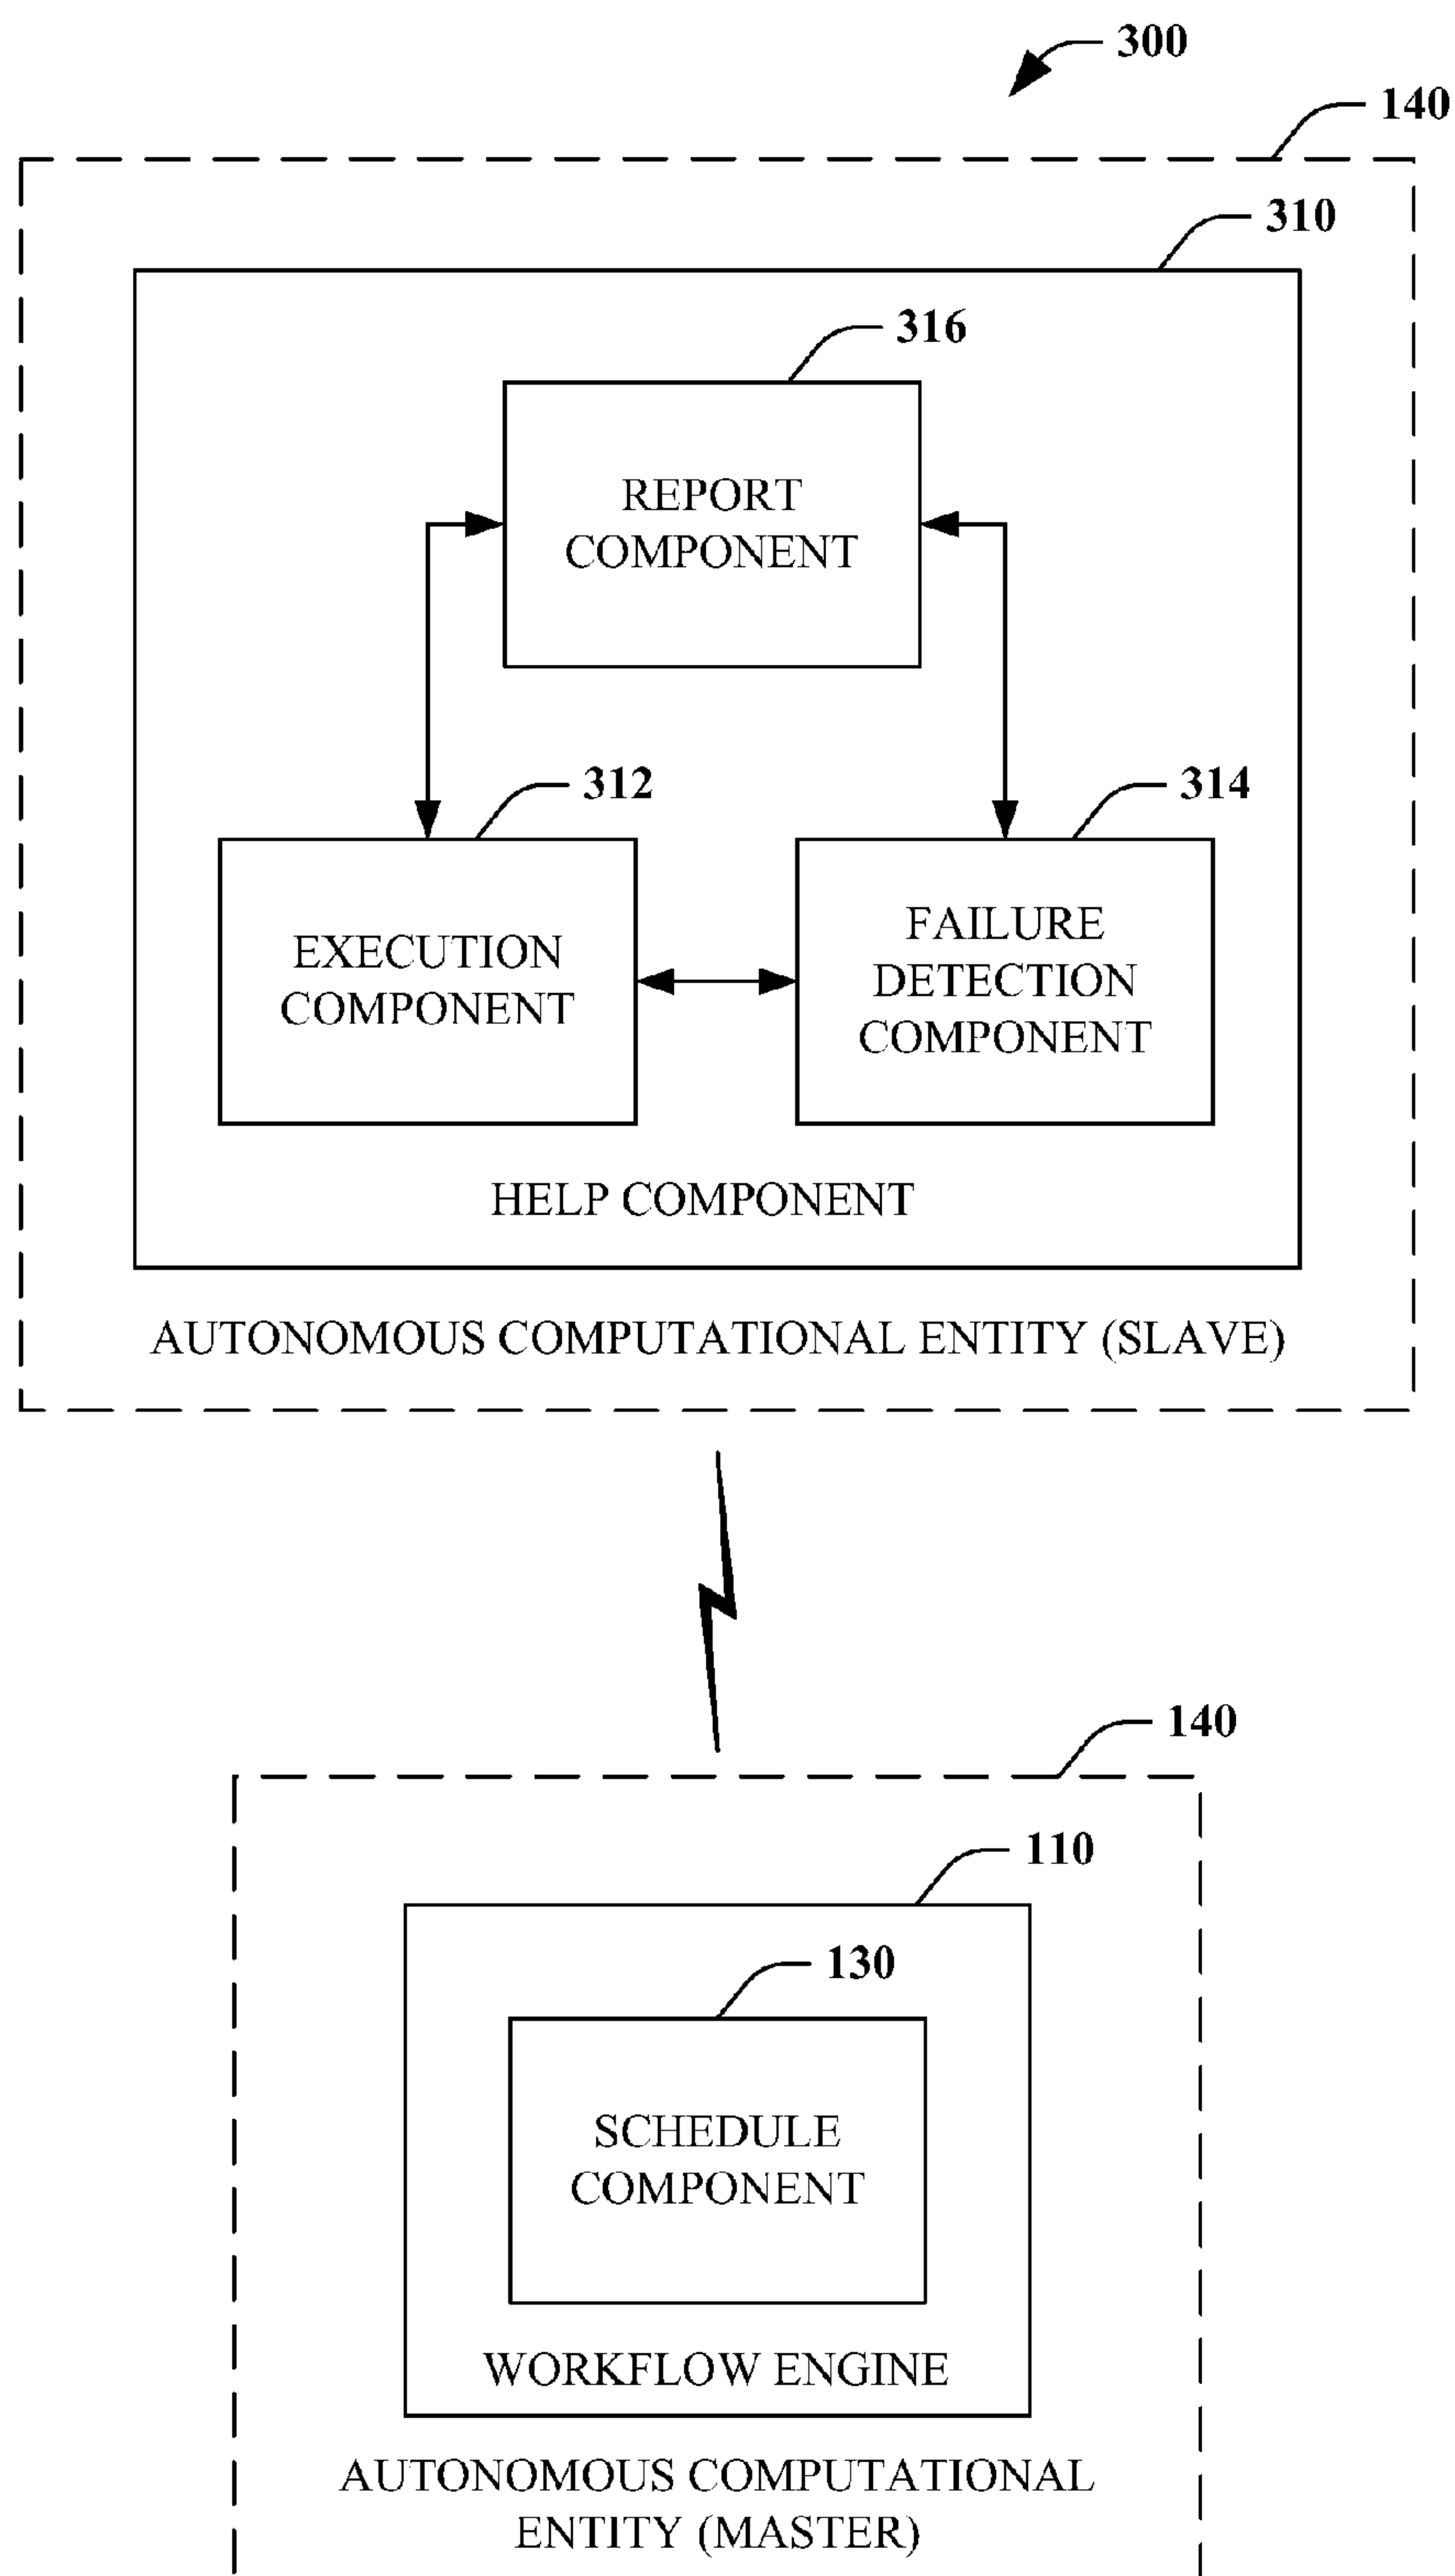 300
140
310
316
REPORT
COMPONENT
312
314
EXECUTION
COMPONENT
FAILURE
DETECTION
COMPONENT
HELP COMPONENT
AUTONOMOUS COMPUTATIONAL ENTITY (SLAVE)
140
110
130
SCHEDULE
COMPONENT
WORKFLOW ENGINE
AUTONOMOUS COMPUTATIONAL
ENTITY (MASTER)